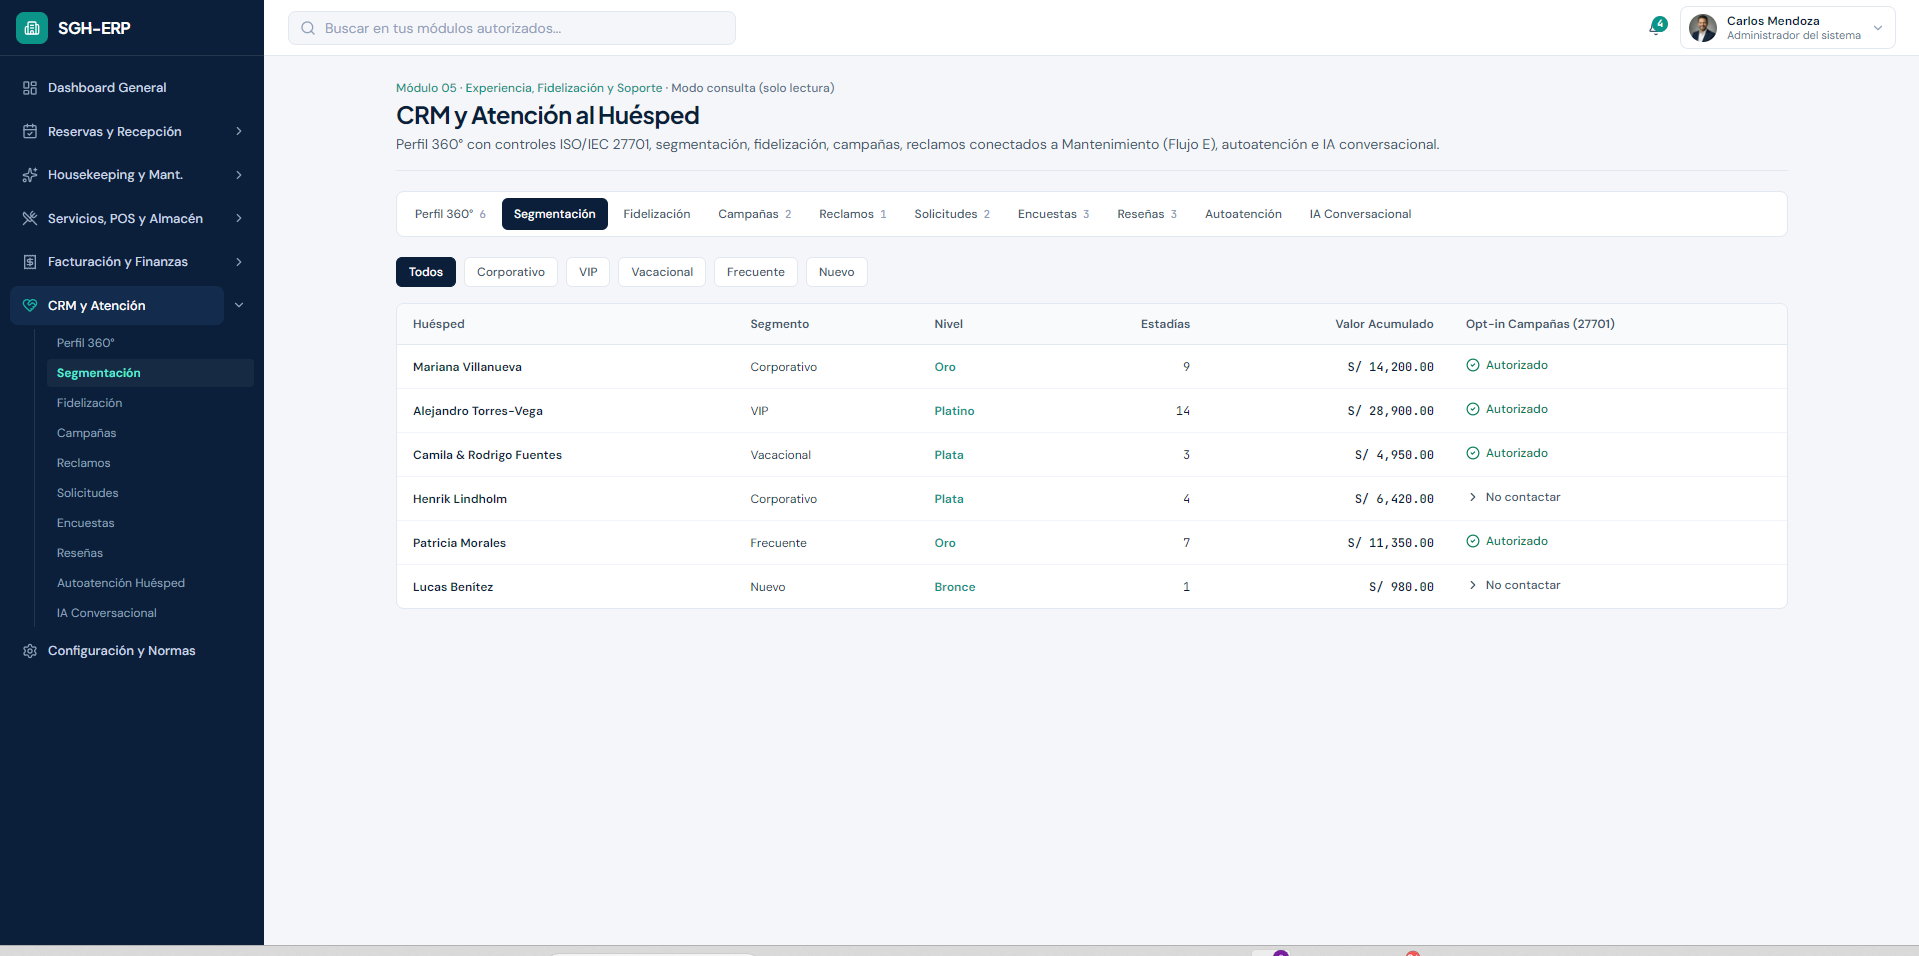 SGH-ERP
Buscar en tus módulos autorizados...
4
Carlos Mendoza
Administrador del sistema
Dashboard General
Reservas y Recepción
Housekeeping y Mant.
Servicios, POS y Almacén
Facturación y Finanzas
CRM y Atención
Perfil 360°
Segmentación
Fidelización
Campañas
Reclamos
Solicitudes
Encuestas
Reseñas
Autoatención Huésped
IA Conversacional
Configuración y Normas
Módulo 05 · Experiencia, Fidelización y Soporte · Modo consulta (solo lectura)
CRM y Atención al Huésped
Perfil 360° con controles ISO/IEC 27701, segmentación, fidelización, campañas, reclamos conectados a Mantenimiento (Flujo E), autoatención e IA conversacional.
Perfil 360° 6 Segmentación Fidelización Campañas 2 Reclamos 1 Solicitudes 2 Encuestas 3 Reseñas 3 Autoatención IA Conversacional
Todos Corporativo VIP Vacacional Frecuente Nuevo
Huésped Segmento Nivel Estadías Valor Acumulado Opt-in Campañas (27701)
Mariana Villanueva Corporativo Oro 9 S/ 14,200.00 Autorizado
Alejandro Torres-Vega VIP Platino 14 S/ 28,900.00 Autorizado
Camila & Rodrigo Fuentes Vacacional Plata 3 S/ 4,950.00 Autorizado
Henrik Lindholm Corporativo Plata 4 S/ 6,420.00 No contactar
Patricia Morales Frecuente Oro 7 S/ 11,350.00 Autorizado
Lucas Benítez Nuevo Bronce 1 S/ 980.00 No contactar